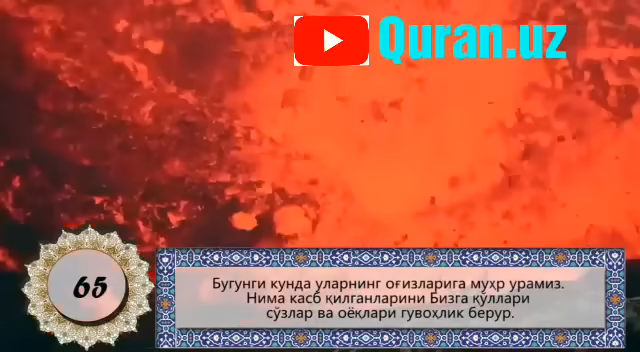 Quran.uz
65
Бугунги кунда уларнинг оғизларига муҳр урамиз.
Нима касб қилганларини Бизга қўллари
сўзлар ва оёқлари гувоҳлик берур.